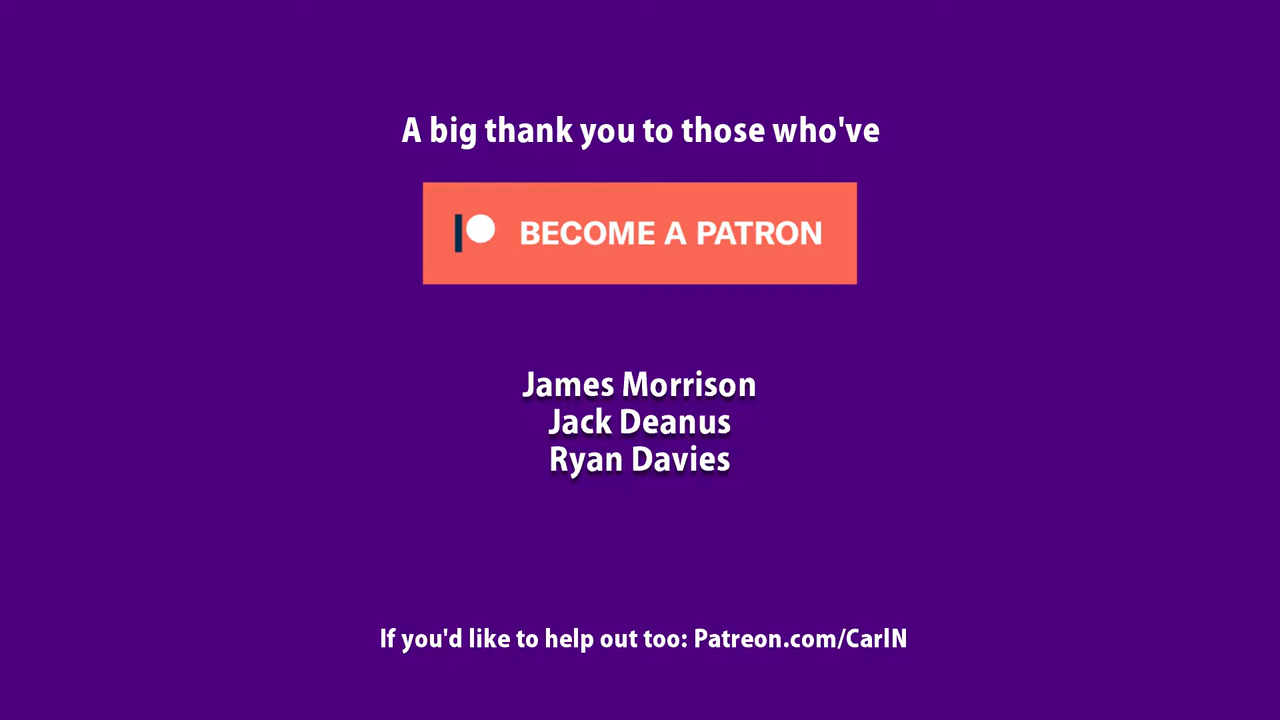 A big thank you to those who've
BECOME A PATRON
James Morrison
Jack Deanus
Ryan Davies
If you'd like to help out too: Patreon.com/CarlN